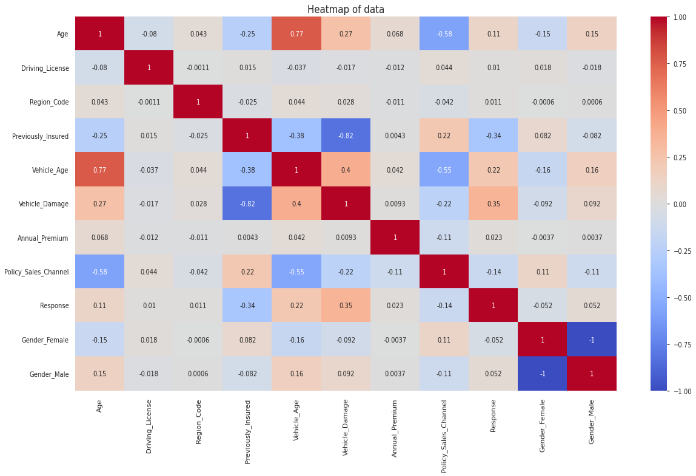 Heatmap of data
Age 1 -0.08 0.043 -0.25 0.77 0.27 0.068 -0.58 0.11 -0.15 0.15
Driving_License -0.08 1 -0.0011 0.015 -0.037 -0.017 -0.012 0.044 0.01 0.018 -0.018
Region_Code 0.043 -0.0011 1 -0.025 0.044 0.028 -0.011 -0.042 0.011 -0.0006 0.0006
Previously_Insured -0.25 0.015 -0.025 1 -0.38 -0.82 0.0043 0.22 -0.34 0.082 -0.082
Vehicle_Age 0.77 -0.037 0.044 -0.38 1 0.4 0.042 -0.55 0.22 -0.16 0.16
Vehicle_Damage 0.27 -0.017 0.028 -0.82 0.4 1 0.0093 -0.22 0.35 -0.092 0.092
Annual_Premium 0.068 -0.012 -0.011 0.0043 0.042 0.0093 1 -0.11 0.023 -0.0037 0.0037
Policy_Sales_Channel -0.58 0.044 -0.042 0.22 -0.55 -0.22 -0.11 1 -0.14 0.11 -0.11
Response 0.11 0.01 0.011 -0.34 0.22 0.35 0.023 -0.14 1 -0.052 0.052
Gender_Female -0.15 0.018 -0.0006 0.082 -0.16 -0.092 -0.0037 0.11 -0.052 1 -1
Gender_Male 0.15 -0.018 0.0006 -0.082 0.16 0.092 0.0037 -0.11 0.052 -1 1
Age
Driving_License
Region_Code
Previously_Insured
Vehicle_Age
Vehicle_Damage
Annual_Premium
Policy_Sales_Channel
Response
Gender_Female
Gender_Male
1.00
0.75
0.50
0.25
0.00
−0.25
−0.50
−0.75
−1.00